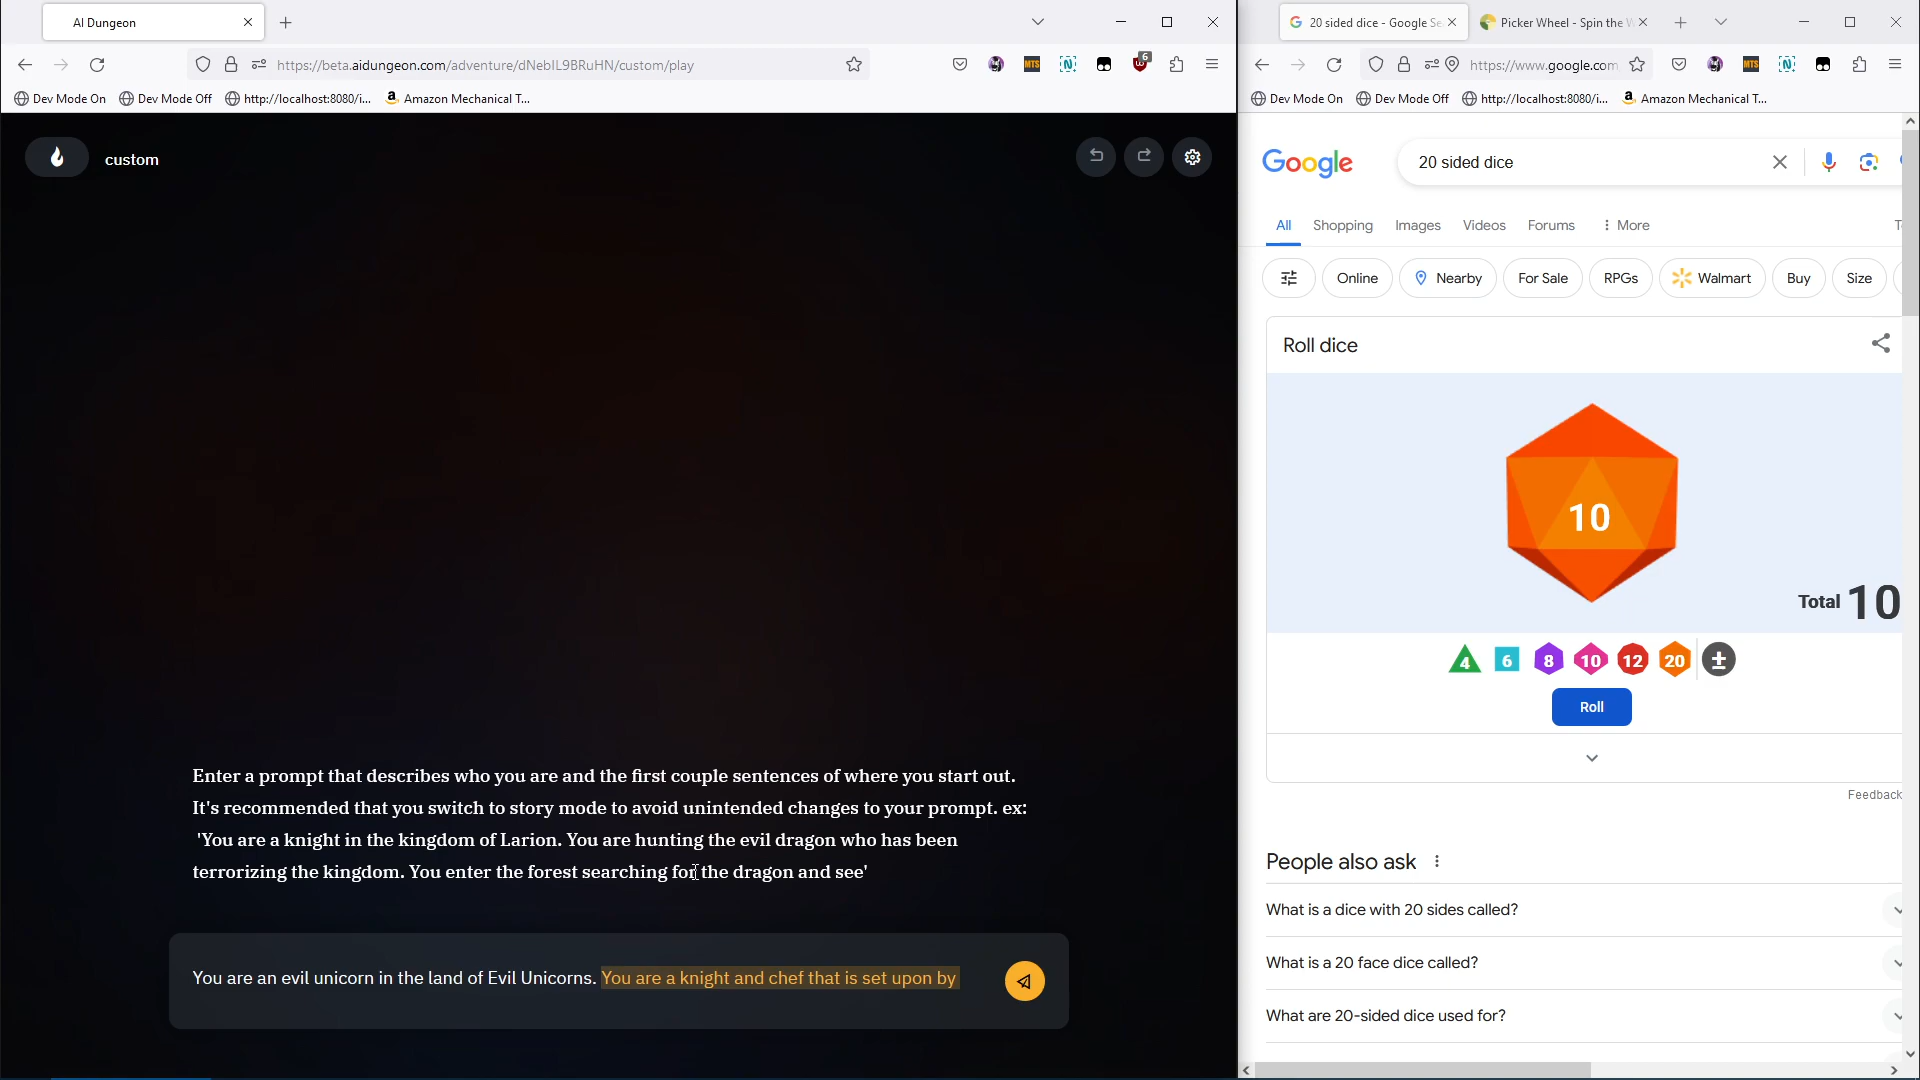 AI Dungeon
https://beta.aidungeon.com/adventure/dNebIL9BRuHN/custom/play
6
Dev Mode On
Dev Mode Off
http://localhost:8080/i...
Amazon Mechanical T...
custom
Enter a prompt that describes who you are and the first couple sentences of where you start out.
It's recommended that you switch to story mode to avoid unintended changes to your prompt. ex:
'You are a knight in the kingdom of Larion. You are hunting the evil dragon who has been
terrorizing the kingdom. You enter the forest searching for the dragon and see'
You are an evil unicorn in the land of Evil Unicorns. You are a knight and chef that is set upon by
20 sided dice - Google Se
Picker Wheel - Spin the W
https://www.google.com
MTS
Dev Mode On
Dev Mode Off
http://localhost:8080/i...
Amazon Mechanical T...
Google
20 sided dice
All
Shopping
Images
Videos
Forums
More
Online
Nearby
For Sale
RPGs
Walmart
Buy
Size
Roll dice
10
Total 10
4
6
8
10
12
20
Roll
Feedback
People also ask
What is a dice with 20 sides called?
What is a 20 face dice called?
What are 20-sided dice used for?